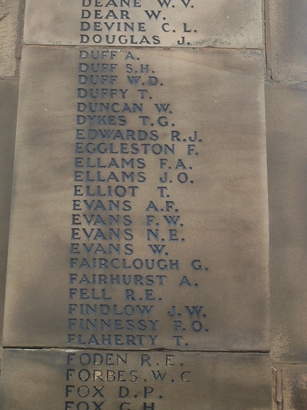 DEANE W. V.
DEAR W.
DEVINE C. L.
DOUGLAS J.
DUFF A.
DUFF S.H.
DUFF W.D.
DUFFY T.
DUNCAN W.
DYKES T.G.
EDWARDS R.J.
EGGLESTON F.
ELLAMS F.A.
ELLAMS J.O.
ELLIOT T.
EVANS A.F.
EVANS F.W.
EVANS N.E.
EVANS W.
FAIRCLOUGH G.
FAIRHURST A.
FELL R.E.
FINDLOW J.W.
FINNESSY F.O.
FLAHERTY T.
FODEN R.E.
FORBES.W.C
FOX D.P.
FOX G.H.